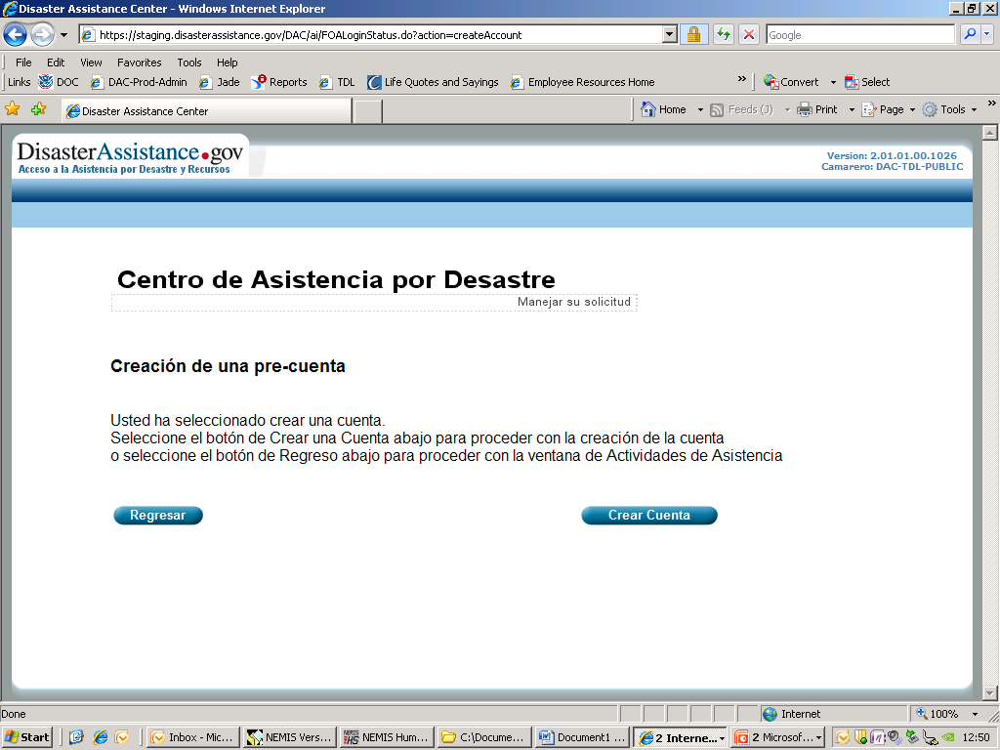 Disaster Assistance Center - Windows Internet Explorer
https://staging.disasterassistance.gov/DAC/ai/FOALoginStatus.do?action=createAccount
Google
File Edit View Favorites Tools Help
Links DOC DAC-Prod-Admin Jade Reports TDL Life Quotes and Sayings Employee Resources Home » Convert Select
Disaster Assistance Center
Home Feeds (J) Print Page Tools »
DisasterAssistance.gov
Acceso a la Asistencia por Desastre y Recursos
Version: 2.01.01.00.1026
Camarero: DAC-TDL-PUBLIC
Centro de Asistencia por Desastre
Manejar su solicitud
Creación de una pre-cuenta
Usted ha seleccionado crear una cuenta.
Seleccione el botón de Crear una Cuenta abajo para proceder con la creación de la cuenta
o seleccione el botón de Regreso abajo para proceder con la ventana de Actividades de Asistencia
Regresar
Crear Cuenta
Done
Internet
100%
Start
Inbox - Mic...
NEMIS Vers...
NEMIS Hum...
C:\Docume...
Document1 ...
2 Interne...
2 Microsof...
12:50